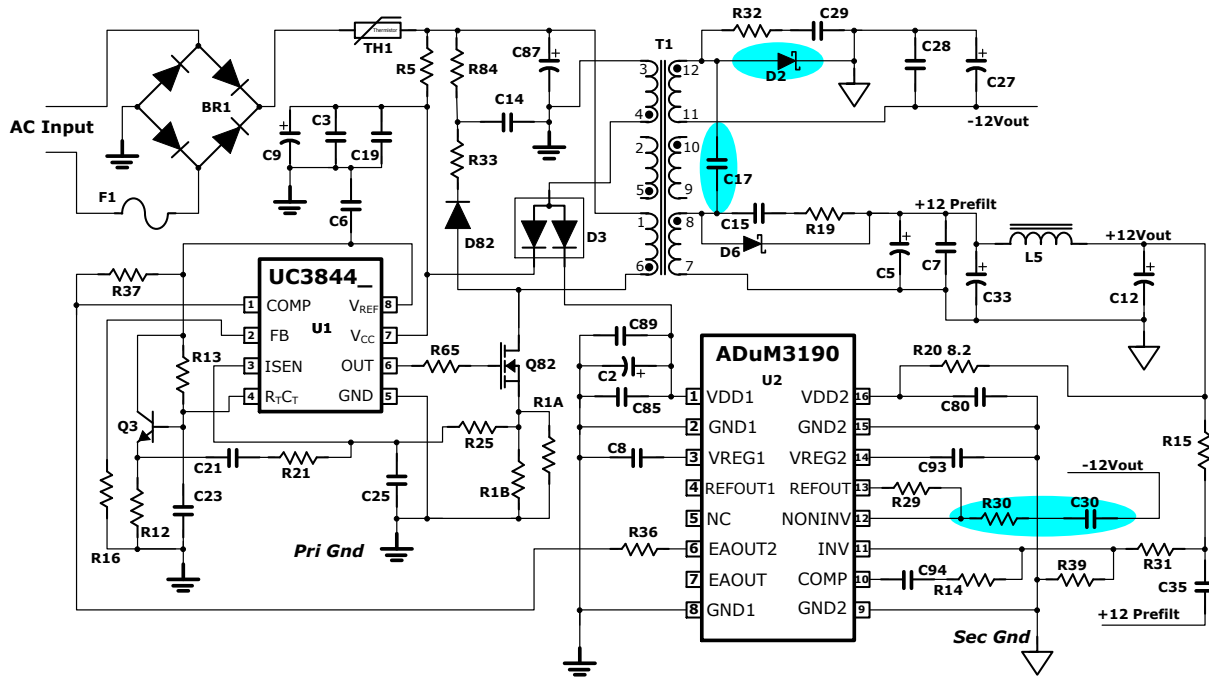 R32
C29
Thermistor
TH1
C87
T1
C28
C27
R5
R84
3
12
D2
BR1
C14
4
11
-12Vout
AC Input
C9
C3
C19
R33
2
10
C17
5
9
F1
C6
D82
D3
1
8
C15
R19
+12 Prefilt
+12Vout
D6
C5
C7
L5
6
7
C33
C12
R37
UC3844_
U1
1 COMP VREF 8
2 FB VCC 7
3 ISEN OUT 6
4 RTCT GND 5
R13
R65
Q82
C89
C2
C85
ADuM3190
U2
1 VDD1 VDD2 16
2 GND1 GND2 15
3 VREG1 VREG2 14
4 REFOUT1 REFOUT 13
5 NC NONINV 12
6 EAOUT2 INV 11
7 EAOUT COMP 10
8 GND1 GND2 9
R20 8.2
C80
Q3
R25
R1A
C21
R21
C8
C93
R15
-12Vout
C25
R1B
R29
R30
C30
C23
R12
R16
Pri Gnd
R36
C94
R14
R39
R31
C35
+12 Prefilt
Sec Gnd